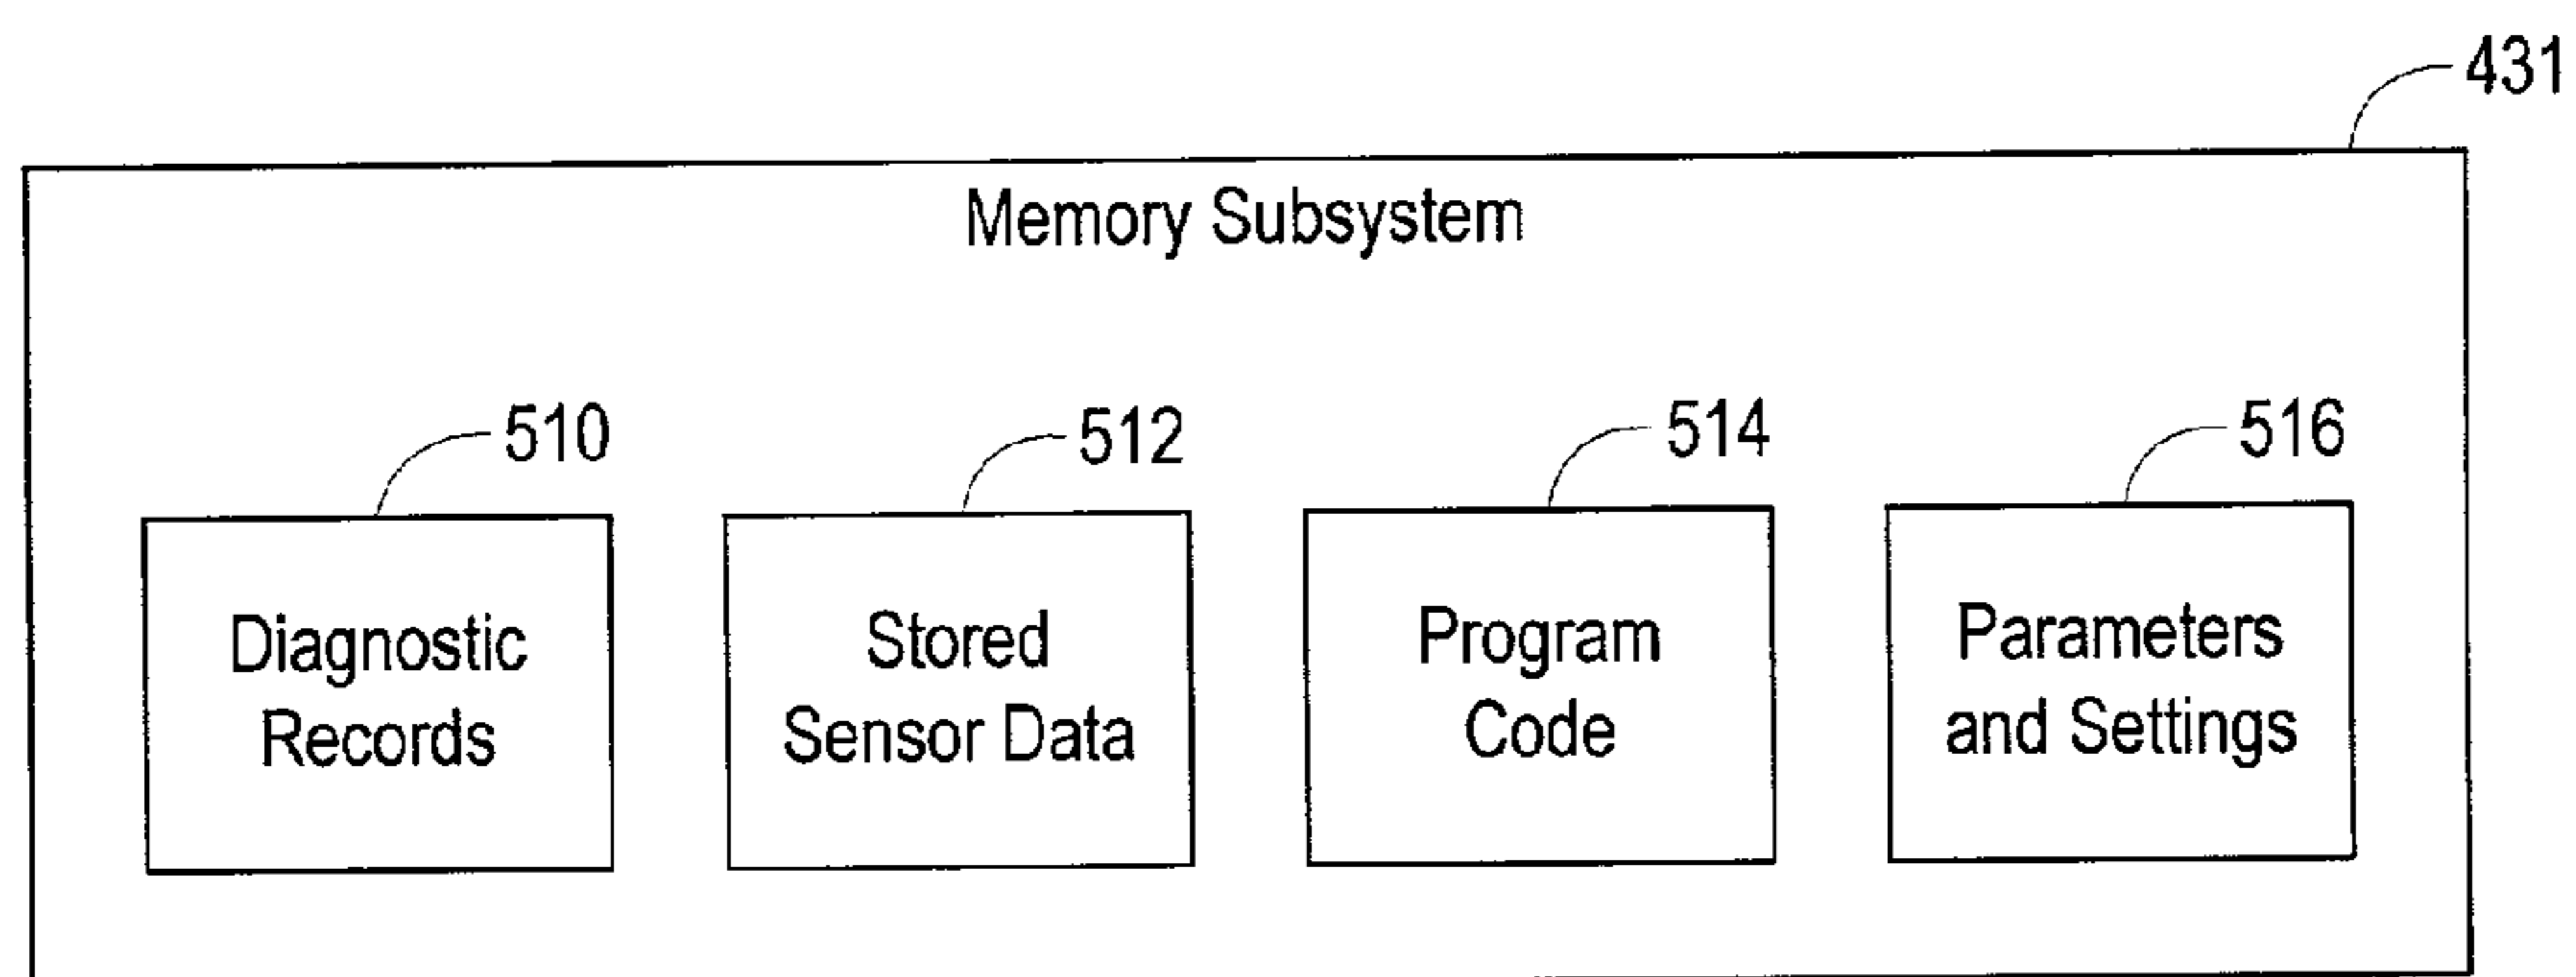 431
Memory Subsystem
510
512
514
516
Diagnostic
Records
Stored
Sensor Data
Program
Code
Parameters
and Settings